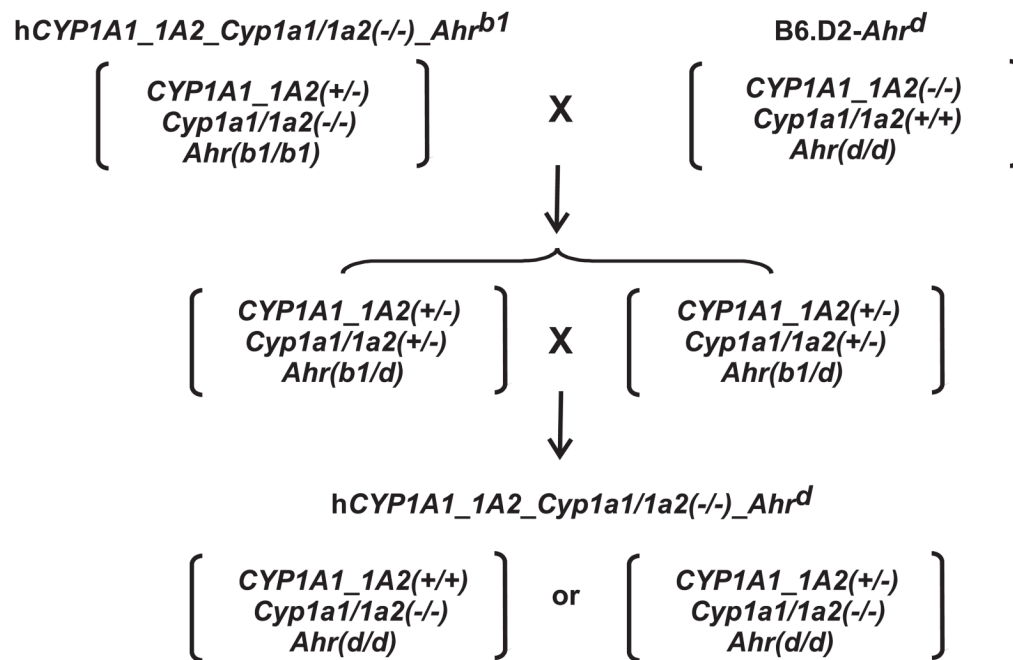 hCYP1A1_1A2_Cyp1a1/1a2(-/-)_Ahrb1
B6.D2-Ahrd
CYP1A1_1A2(+/-)
Cyp1a1/1a2(-/-)
Ahr(b1/b1)
X
CYP1A1_1A2(-/-)
Cyp1a1/1a2(+/+)
Ahr(d/d)
CYP1A1_1A2(+/-)
Cyp1a1/1a2(+/-)
Ahr(b1/d)
X
CYP1A1_1A2(+/-)
Cyp1a1/1a2(+/-)
Ahr(b1/d)
hCYP1A1_1A2_Cyp1a1/1a2(-/-)_Ahrd
CYP1A1_1A2(+/+)
Cyp1a1/1a2(-/-)
Ahr(d/d)
or
CYP1A1_1A2(+/-)
Cyp1a1/1a2(-/-)
Ahr(d/d)